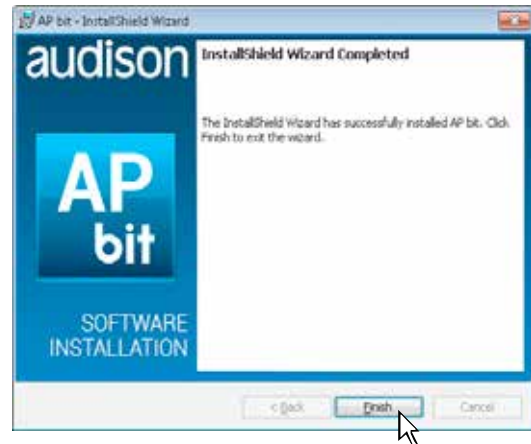 AP bit - InstallShield Wizard
audison
InstallShield Wizard Completed
The InstallShield Wizard has successfully installed AP bit. Click
Finish to exit the wizard.
AP
bit
SOFTWARE
INSTALLATION
< Back
Finish
Cancel